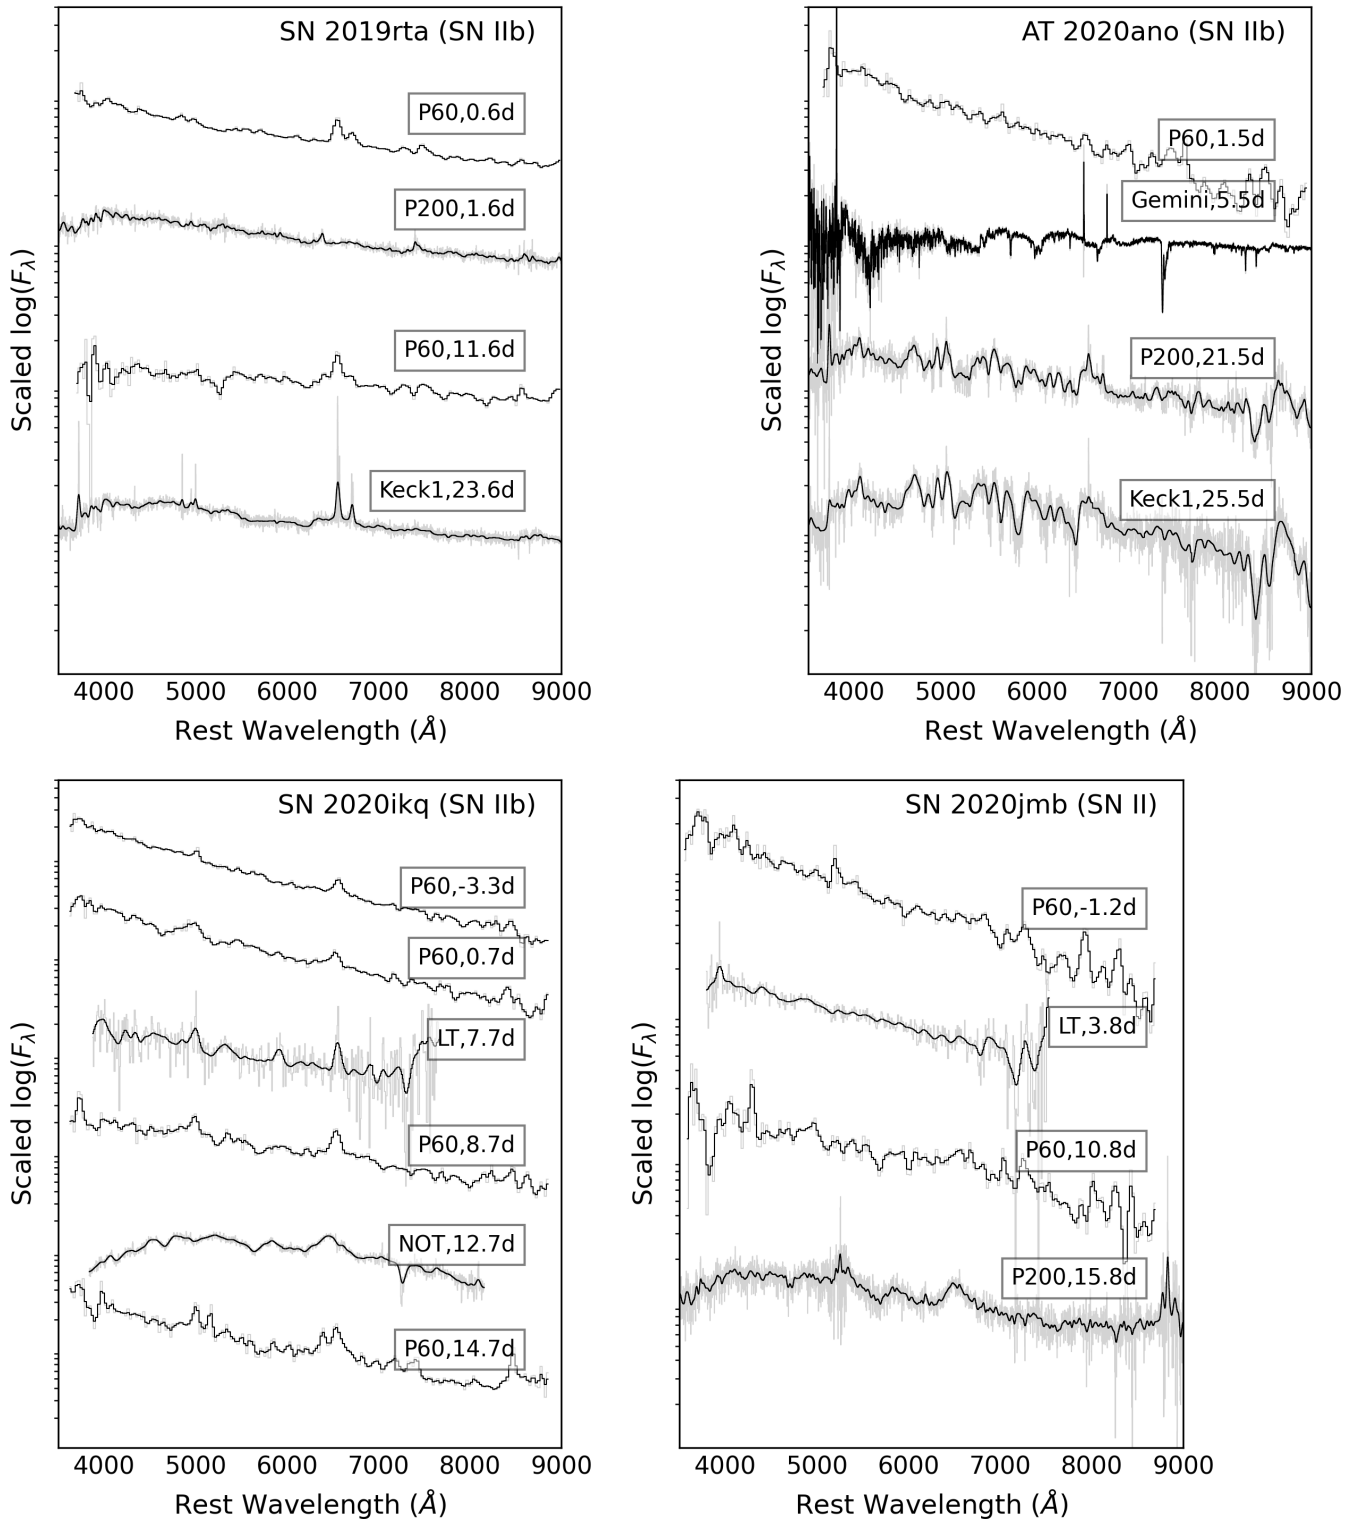 SN 2019rta (SN IIb)
P60,0.6d
P200,1.6d
P60,11.6d
Keck1,23.6d
Scaled log(Fλ)
4000 5000 6000 7000 8000 9000
Rest Wavelength (Å)
AT 2020ano (SN IIb)
P60,1.5d
Gemini,5.5d
P200,21.5d
Keck1,25.5d
Scaled log(Fλ)
4000 5000 6000 7000 8000 9000
Rest Wavelength (Å)
SN 2020ikq (SN IIb)
P60,-3.3d
P60,0.7d
LT,7.7d
P60,8.7d
NOT,12.7d
P60,14.7d
Scaled log(Fλ)
4000 5000 6000 7000 8000 9000
Rest Wavelength (Å)
SN 2020jmb (SN II)
P60,-1.2d
LT,3.8d
P60,10.8d
P200,15.8d
Scaled log(Fλ)
4000 5000 6000 7000 8000 9000
Rest Wavelength (Å)